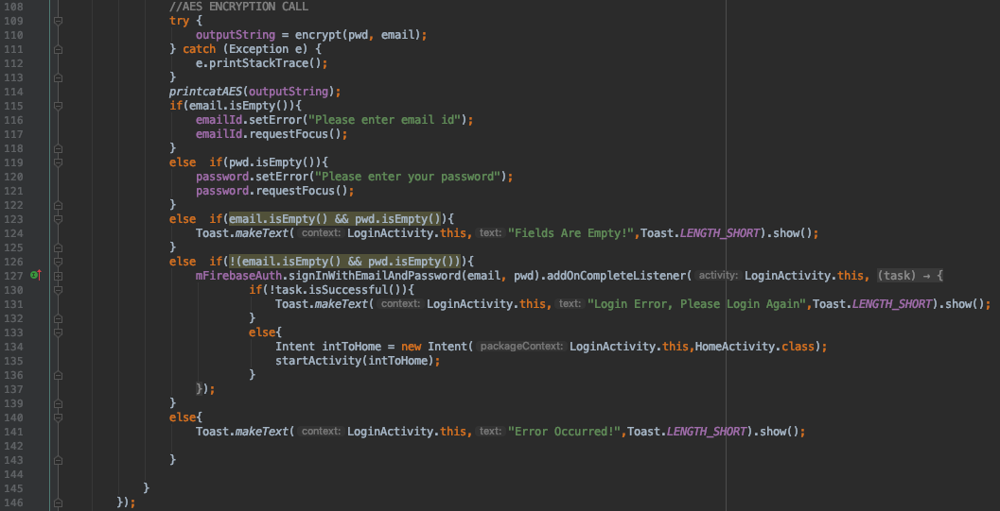 108 //AES ENCRYPTION CALL
109 try {
110 outputString = encrypt(pwd, email);
111 } catch (Exception e) {
112 e.printStackTrace();
113 }
114 printcatAES(outputString);
115 if(email.isEmpty()){
116 emailId.setError("Please enter email id");
117 emailId.requestFocus();
118 }
119 else  if(pwd.isEmpty()){
120 password.setError("Please enter your password");
121 password.requestFocus();
122 }
123 else  if(email.isEmpty() && pwd.isEmpty()){
124 Toast.makeText( context: LoginActivity.this, text: "Fields Are Empty!",Toast.LENGTH_SHORT).show();
125 }
126 else  if(!(email.isEmpty() && pwd.isEmpty())){
127 mFirebaseAuth.signInWithEmailAndPassword(email, pwd).addOnCompleteListener( activity: LoginActivity.this, (task) → {
130 if(!task.isSuccessful()){
131 Toast.makeText( context: LoginActivity.this, text: "Login Error, Please Login Again",Toast.LENGTH_SHORT).show();
132 }
133 else{
134 Intent intToHome = new Intent( packageContext: LoginActivity.this,HomeActivity.class);
135 startActivity(intToHome);
136 }
137 });
139 }
140 else{
141 Toast.makeText( context: LoginActivity.this, text: "Error Occurred!",Toast.LENGTH_SHORT).show();
142
143 }
144
145 }
146 });